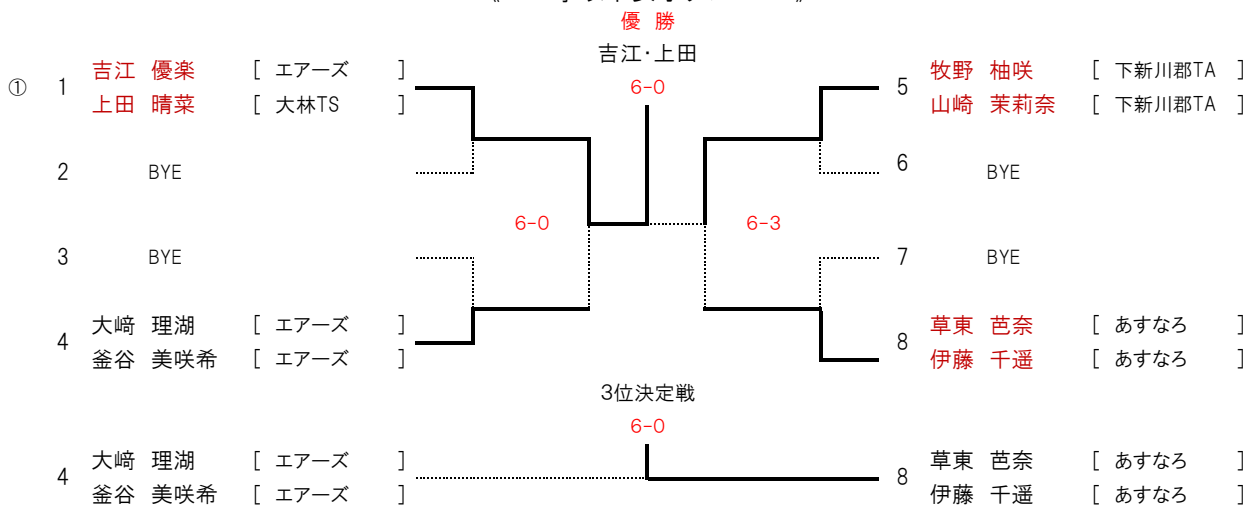 優 勝
吉江・上田
6-0
① 1 吉江 優楽 [ エアーズ ]
上田 晴菜 [ 大林TS ]
2 BYE
3 BYE
4 大﨑 理湖 [ エアーズ ]
釜谷 美咲希 [ エアーズ ]
6-0
6-3
5 牧野 柚咲 [ 下新川郡TA ]
山崎 茉莉奈 [ 下新川郡TA ]
6 BYE
7 BYE
8 草東 芭奈 [ あすなろ ]
伊藤 千遥 [ あすなろ ]
3位決定戦
6-0
4 大﨑 理湖 [ エアーズ ]
釜谷 美咲希 [ エアーズ ]
8 草東 芭奈 [ あすなろ ]
伊藤 千遥 [ あすなろ ]